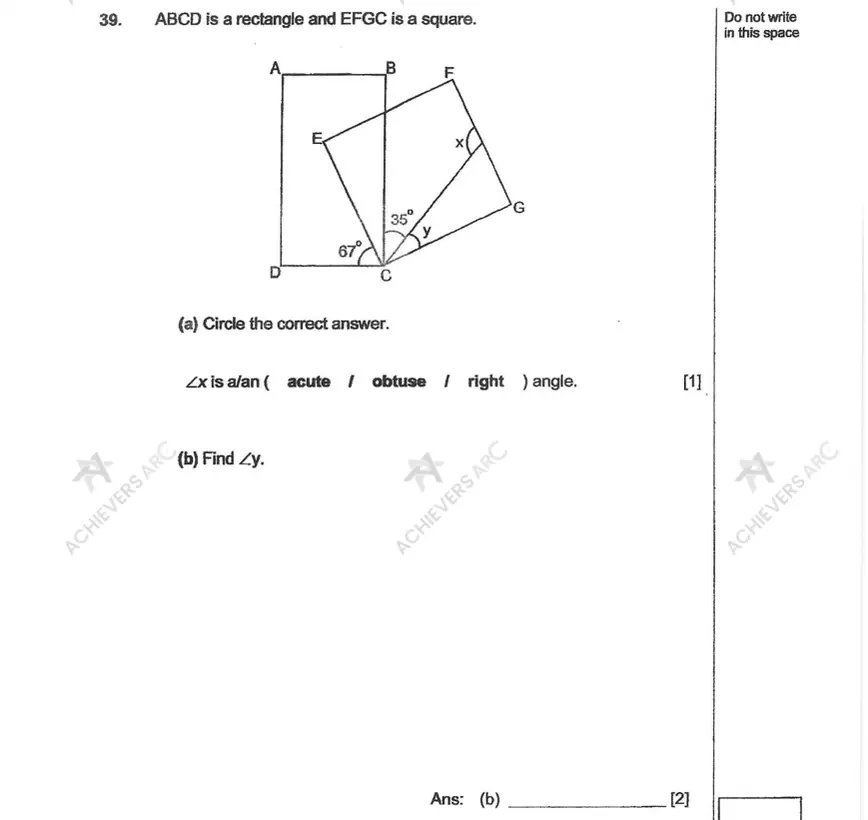 39. ABCD is a rectangle and EFGC is a square.
Do not write
in this space
A
B
F
E
x
G
35°
y
67°
D
C
(a) Circle the correct answer.
∠x is a/an ( acute / obtuse / right ) angle. [1]
(b) Find ∠y.
ACHIEVERS ARC
ACHIEVERS ARC
ACHIEVERS ARC
Ans: (b) ____________ [2]